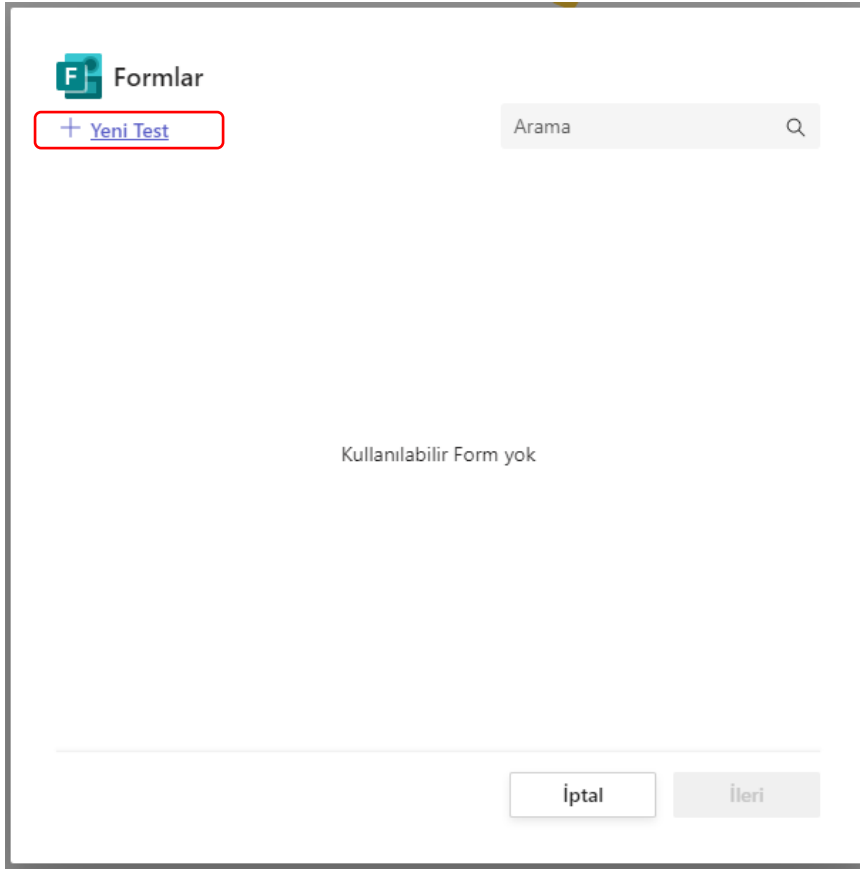 F Formlar
+ Yeni Test
Arama
Kullanılabilir Form yok
İptal
İleri